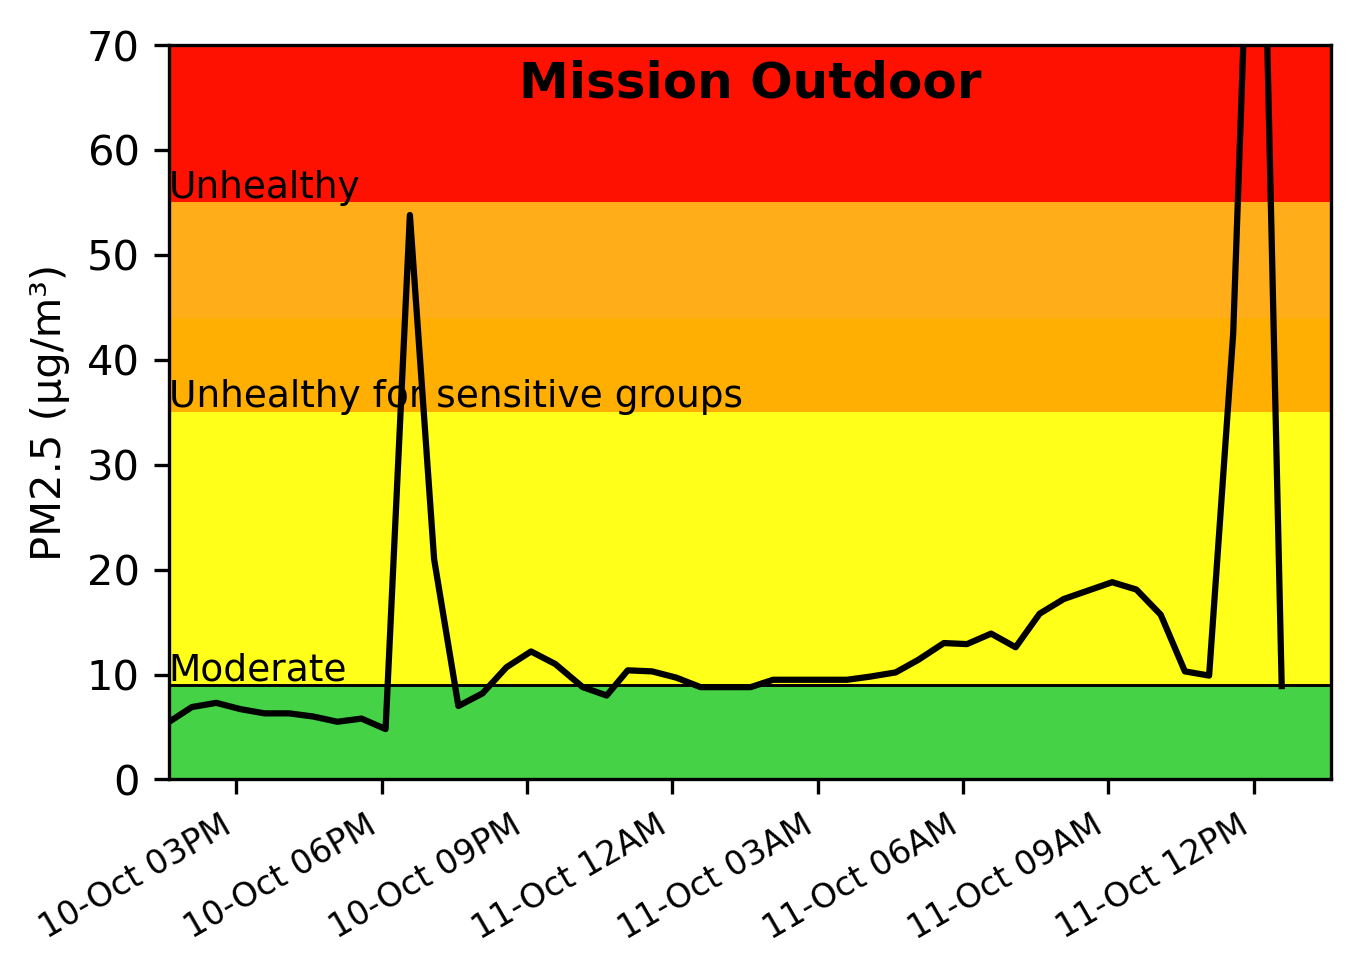 Mission Outdoor
70
60
Unhealthy
50
40
Unhealthy for sensitive groups
30
20
Moderate
10
0
PM2.5 (µg/m³)
10-Oct 03PM
10-Oct 06PM
10-Oct 09PM
11-Oct 12AM
11-Oct 03AM
11-Oct 06AM
11-Oct 09AM
11-Oct 12PM